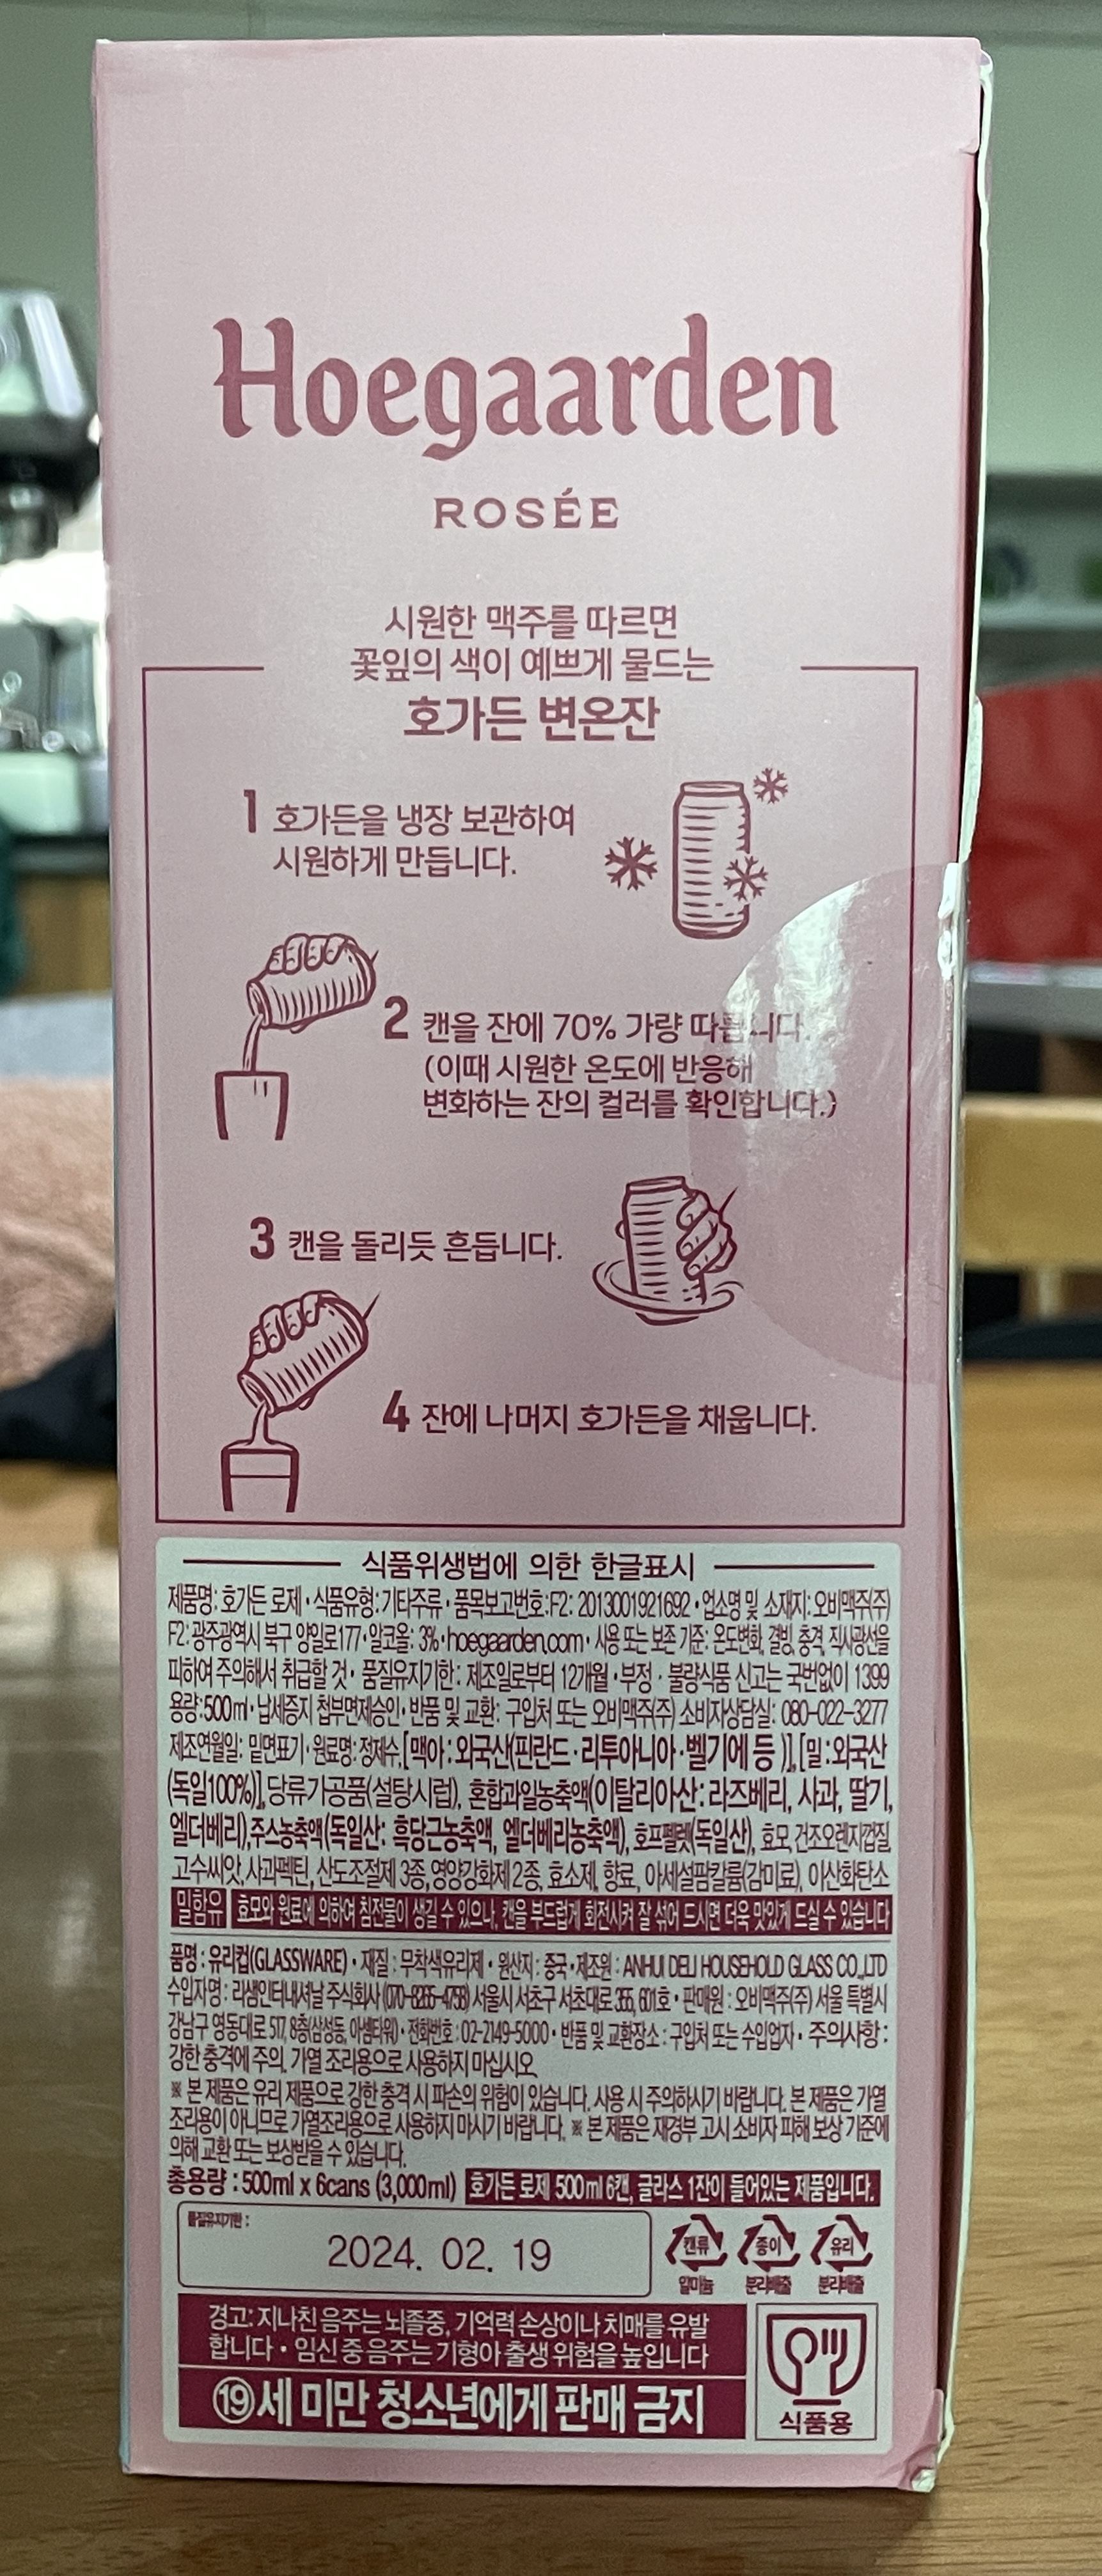 Hoegaarden
ROSÉE
시원한 맥주를 따르면
꽃잎의 색이 예쁘게 물드는
호가든 변온잔
1 호가든을 냉장 보관하여
시원하게 만듭니다.
2 캔을 잔에 70% 가량 따릅니다.
(이때 시원한 온도에 반응해
변화하는 잔의 컬러를 확인합니다.)
3 캔을 돌리듯 흔듭니다.
4 잔에 나머지 호가든을 채웁니다.
식품위생법에 의한 한글표시
제품명: 호가든 로제 • 식품유형: 기타주류 • 품목보고번호:F2: 2013001921692 • 업소명 및 소재지: 오비맥주(주)
F2: 광주광역시 북구 양일로177 • 알코올: 3% • hoegaarden.com • 사용 또는 보존 기준: 온도변화, 결빙, 충격, 직사광선을
피하여 주의해서 취급할 것 • 품질유지기한: 제조일로부터 12개월 • 부정 · 불량식품 신고는 국번없이 1399
용량:500㎖ • 납세증지 첩부면제승인 • 반품 및 교환: 구입처 또는 오비맥주(주) 소비자상담실: 080-022-3277
제조연월일: 밑면표기 • 원료명: 정제수,[맥아: 외국산(핀란드·리투아니아·벨기에 등)],[밀:외국산
(독일100%)],당류가공품(설탕시럽), 혼합과일농축액(이탈리아산: 라즈베리, 사과, 딸기,
엘더베리),주스농축액(독일산: 흑당근농축액, 엘더베리농축액), 호프펠렛(독일산), 효모,건조오렌지껍질,
고수씨앗,사과펙틴, 산도조절제 3종,영양강화제 2종, 효소제, 향료, 아세설팜칼륨(감미료), 이산화탄소
밀함유 효모와 원료에 의하여 침전물이 생길 수 있으나, 캔을 부드럽게 회전시켜 잘 섞어 드시면 더욱 맛있게 드실 수 있습니다
품명 : 유리컵(GLASSWARE) • 재질 : 무착색유리제 • 원산지 : 중국 • 제조원 : ANHUI DELI HOUSEHOLD GLASS CO.,LTD
수입자명 : 리쌤인터내셔날 주식회사 (070-8265-4758) 서울시 서초구 서초대로 355, 601호 • 판매원 : 오비맥주(주) 서울 특별시
강남구 영동대로 517, 8층(삼성동, 아셈타워) • 전화번호 : 02-2149-5000 • 반품 및 교환장소 : 구입처 또는 수입업자 • 주의사항 :
강한 충격에 주의, 가열 조리용으로 사용하지 마십시오.
※ 본 제품은 유리 제품으로 강한 충격 시 파손의 위험이 있습니다. 사용 시 주의하시기 바랍니다. 본 제품은 가열
조리용이 아니므로 가열조리용으로 사용하지 마시기 바랍니다. ※ 본 제품은 재경부 고시 소비자 피해 보상 기준에
의해 교환 또는 보상받을 수 있습니다.
총용량 : 500ml x 6cans (3,000ml) 호가든 로제 500㎖ 6캔, 글라스 1잔이 들어있는 제품입니다.
품질유지기한 :
2024. 02. 19
캔류 종이 유리
알미늄 분리배출 분리배출
경고: 지나친 음주는 뇌졸중, 기억력 손상이나 치매를 유발
합니다 • 임신 중 음주는 기형아 출생 위험을 높입니다
⑲세 미만 청소년에게 판매 금지
식품용